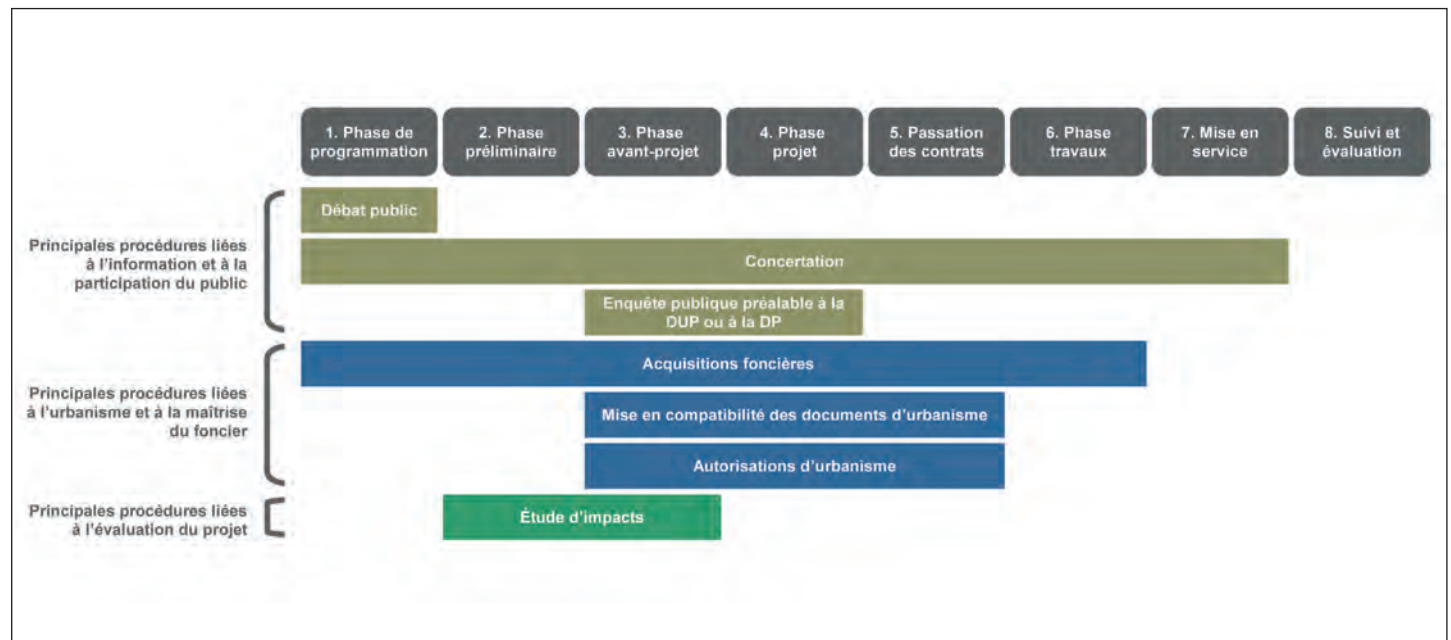 1. Phase de
programmation
2. Phase
préliminaire
3. Phase
avant-projet
4. Phase
projet
5. Passation
des contrats
6. Phase
travaux
7. Mise en
service
8. Suivi et
évaluation
Principales procédures liées
à l'information et à la
participation du public
Débat public
Concertation
Enquête publique préalable à la
DUP ou à la DP
Principales procédures liées
à l'urbanisme et à la maîtrise
du foncier
Acquisitions foncières
Mise en compatibilité des documents d'urbanisme
Autorisations d'urbanisme
Principales procédures liées
à l'évaluation du projet
Étude d'impacts